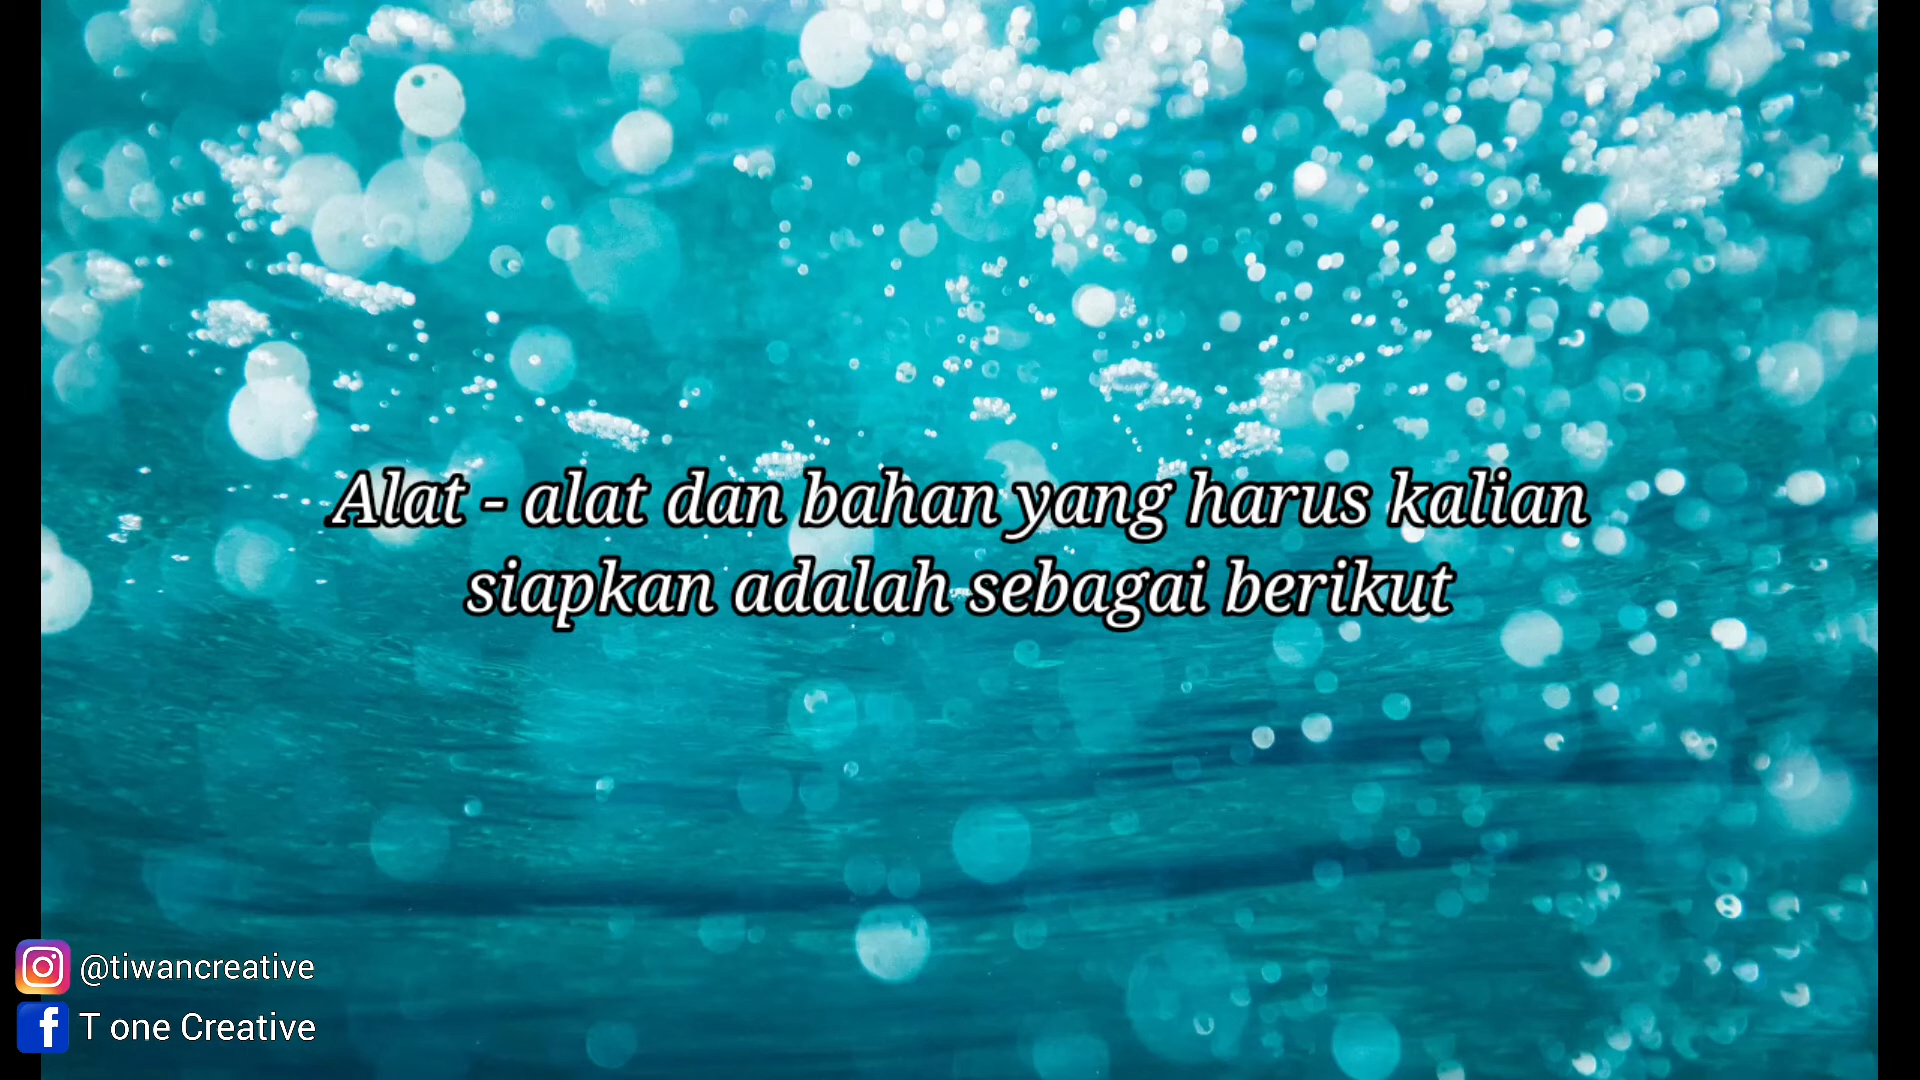 Alat - alat dan bahan yang harus kalian
siapkan adalah sebagai berikut
@tiwancreative
T one Creative